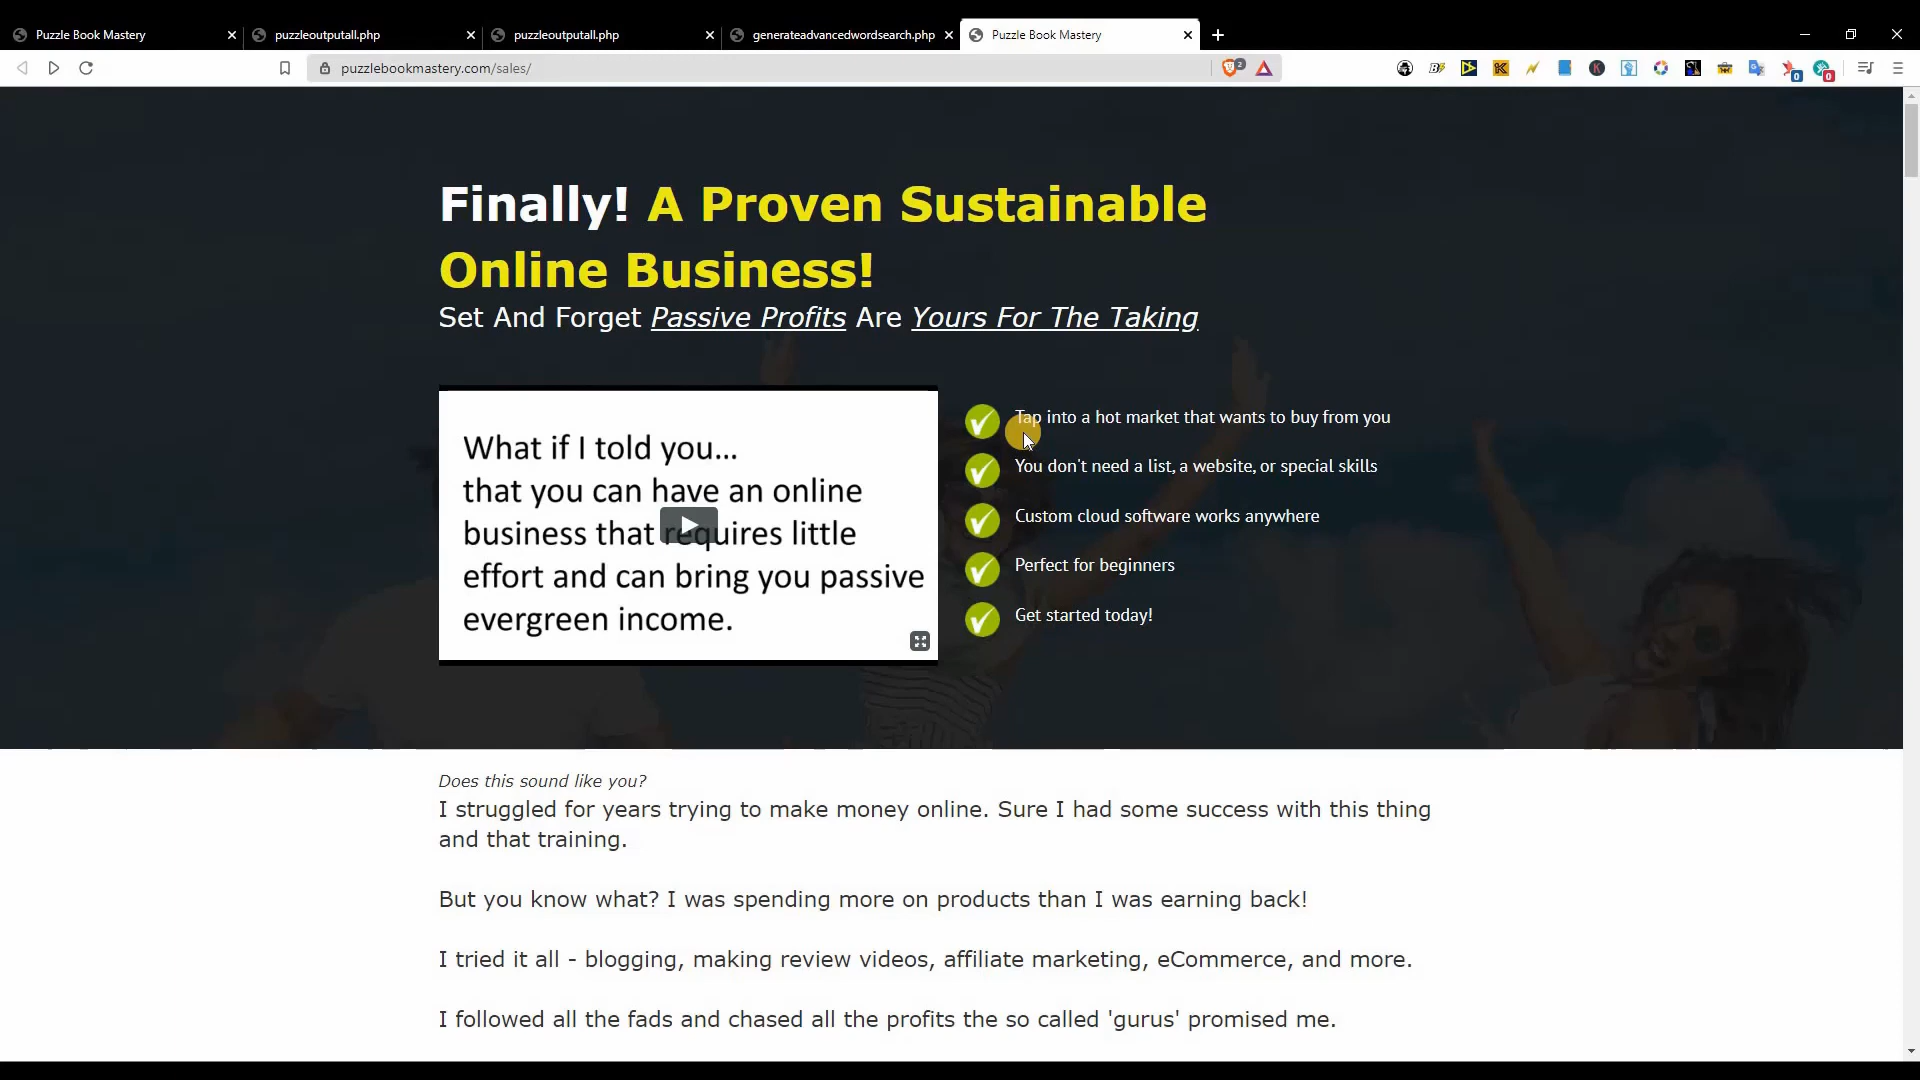 Puzzle Book Mastery
puzzleoutputall.php
puzzleoutputall.php
generateadvancedwordsearch.php
Puzzle Book Mastery
puzzlebookmastery.com/sales/
2
0
0
Finally! A Proven Sustainable
Online Business!
Set And Forget Passive Profits Are Yours For The Taking
What if I told you...
that you can have an online
business that requires little
effort and can bring you passive
evergreen income.
Tap into a hot market that wants to buy from you
You don't need a list, a website, or special skills
Custom cloud software works anywhere
Perfect for beginners
Get started today!
Does this sound like you?
I struggled for years trying to make money online. Sure I had some success with this thing
and that training.
But you know what? I was spending more on products than I was earning back!
I tried it all - blogging, making review videos, affiliate marketing, eCommerce, and more.
I followed all the fads and chased all the profits the so called 'gurus' promised me.